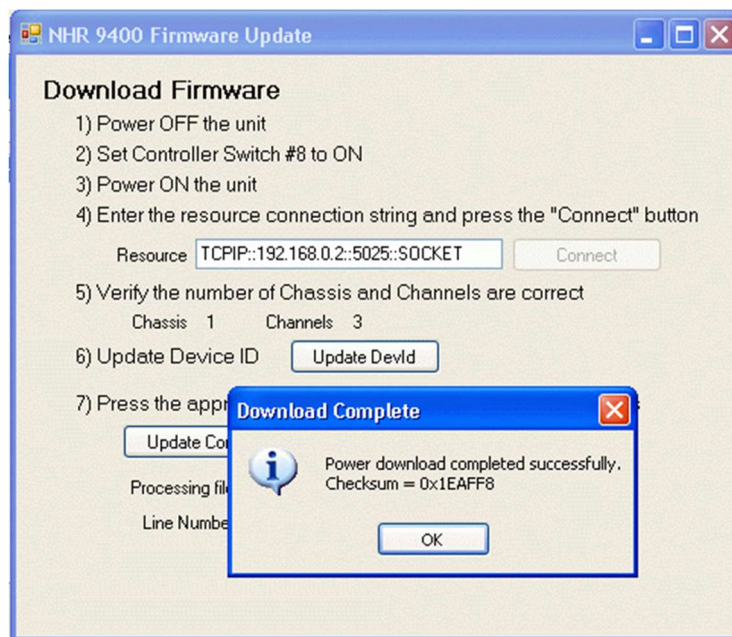 NHR 9400 Firmware Update
Download Firmware
1) Power OFF the unit
2) Set Controller Switch #8 to ON
3) Power ON the unit
4) Enter the resource connection string and press the "Connect" button
Resource TCPIP::192.168.0.2::5025::SOCKET Connect
5) Verify the number of Chassis and Channels are correct
Chassis 1 Channels 3
6) Update Device ID Update DevId
7) Press the
Download Complete
Update
Power download completed successfully.
Checksum = 0x1EAFF8
Processing
Line
OK